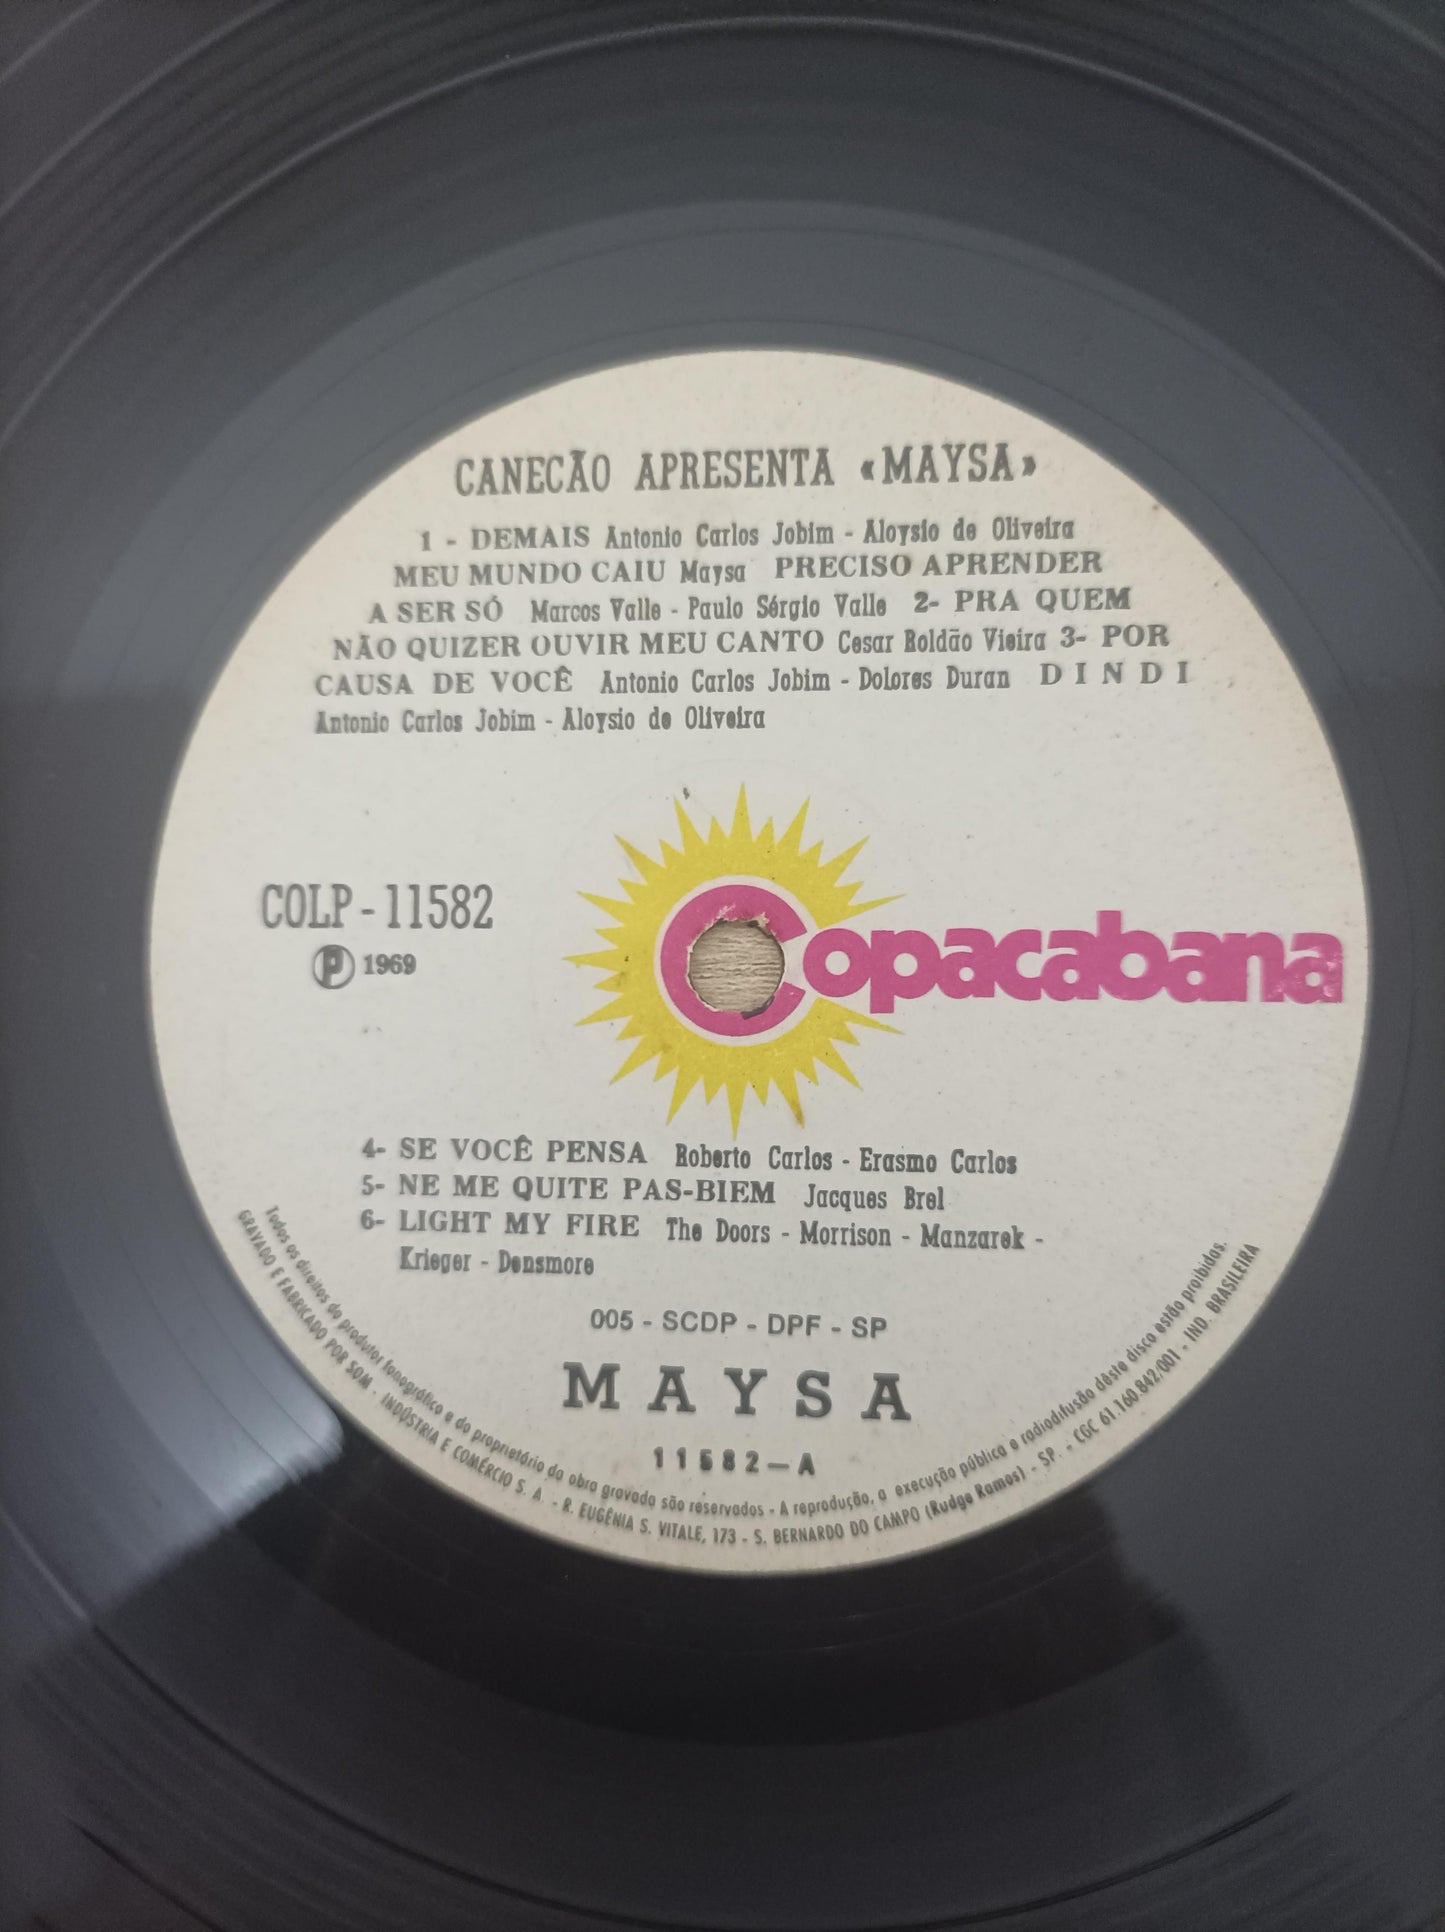 CANECÃO APRESENTA «MAYSA»
1 - DEMAIS Antonio Carlos Jobim - Aloysio de Oliveira
MEU MUNDO CAIU Maysa PRECISO APRENDER
A SER SÓ Marcos Valle - Paulo Sérgio Valle 2- PRA QUEM
NÃO QUIZER OUVIR MEU CANTO Cesar Roldão Vieira 3- POR
CAUSA DE VOCÊ Antonio Carlos Jobim - Dolores Duran DINDI
Antonio Carlos Jobim - Aloysio de Oliveira
COLP - 11582
Ⓟ 1969
Copacabana
4- SE VOCÊ PENSA Roberto Carlos - Erasmo Carlos
5- NE ME QUITE PAS-BIEM Jacques Brel
6- LIGHT MY FIRE The Doors - Morrison - Manzarek -
Krieger - Densmore
005 - SCDP - DPF - SP
MAYSA
11582—A
Todos os direitos do produtor fonográfico e do proprietário da obra gravada são reservados - A reprodução, a execução pública e radiodifusão dêste disco estão proibidas.
GRAVADO E FABRICADO POR SOM - INDÚSTRIA E COMÉRCIO S. A. - R. EUGÊNIA S. VITALE, 173 - S. BERNARDO DO CAMPO (Rudge Ramos) - SP. - CGC 61.160.842/001 - IND. BRASILEIRA